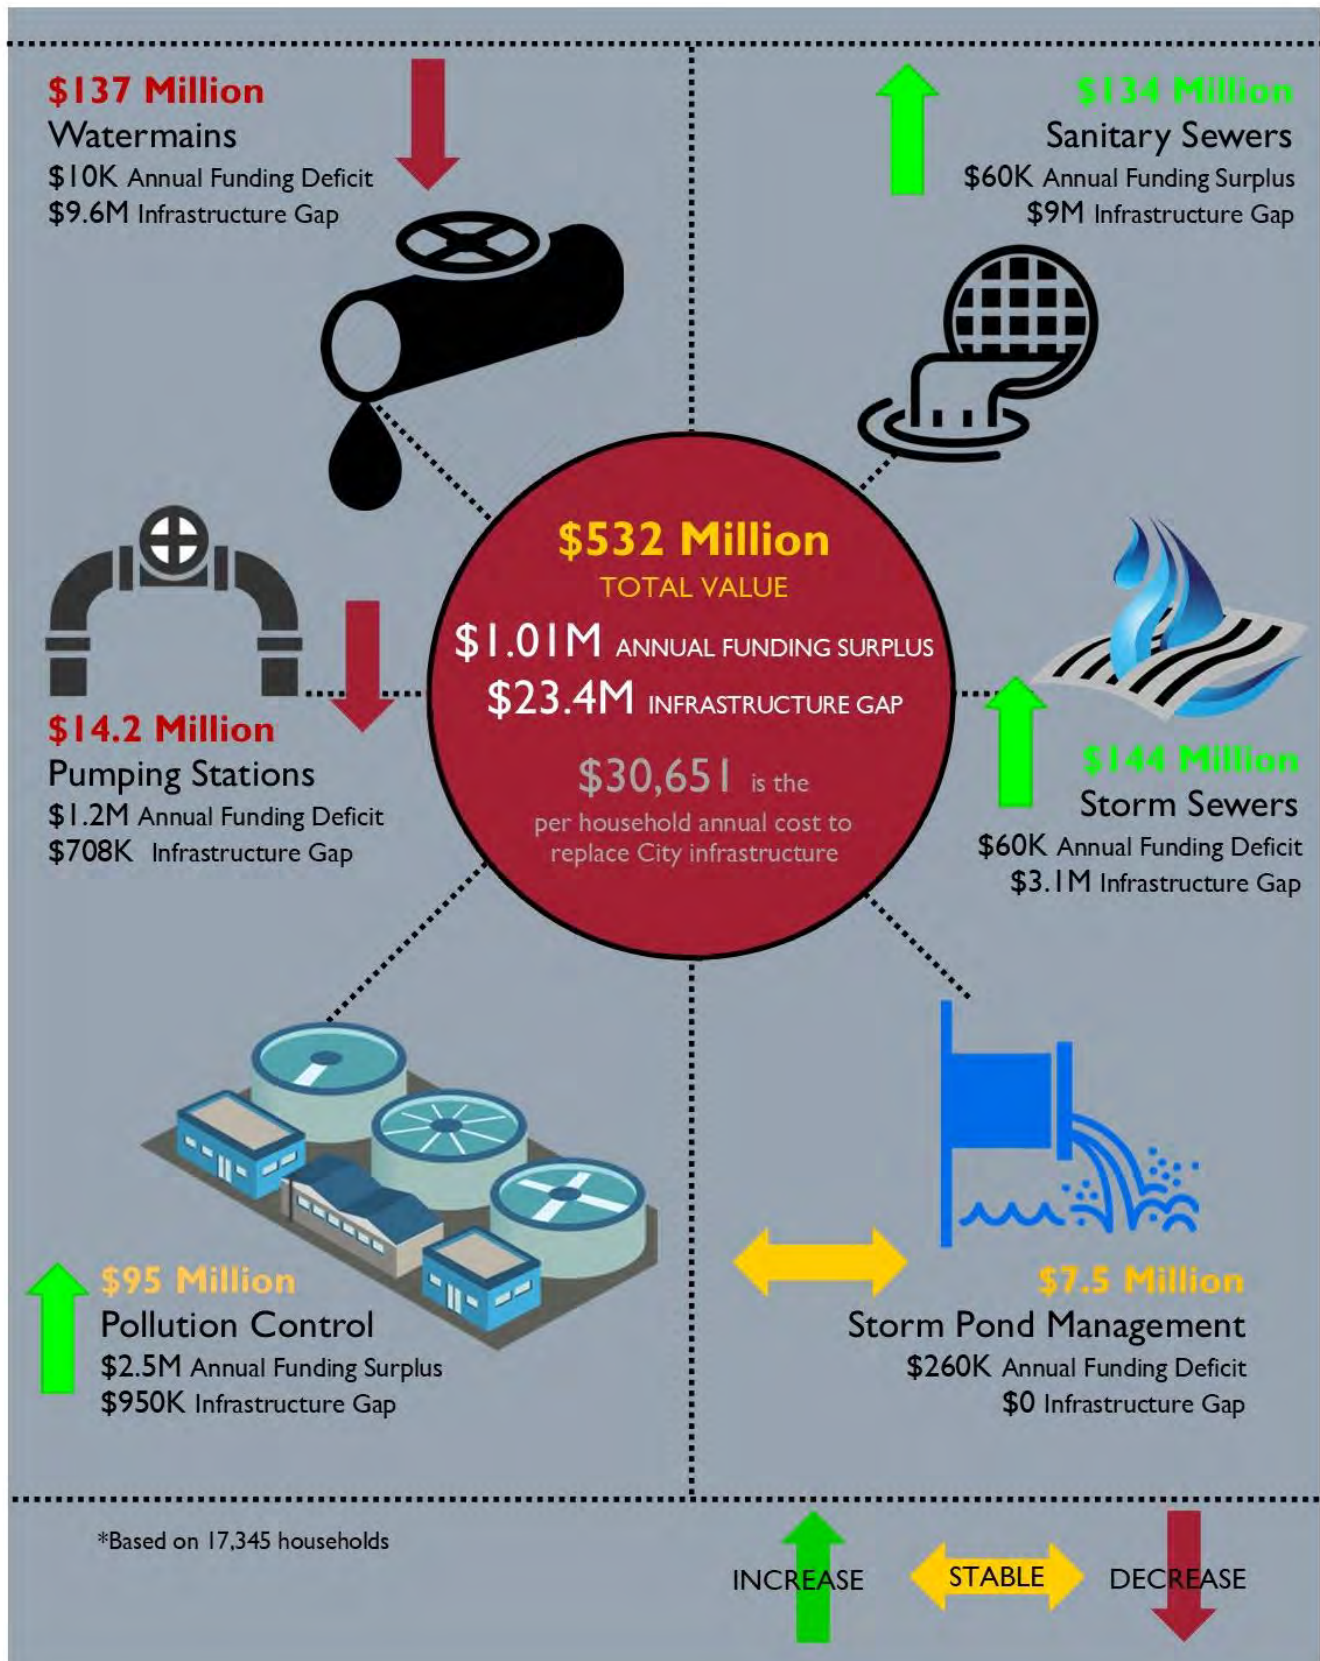 $137 Million
Watermains
$10K Annual Funding Deficit
$9.6M Infrastructure Gap
$134 Million
Sanitary Sewers
$60K Annual Funding Surplus
$9M Infrastructure Gap
$532 Million
TOTAL VALUE
$1.01M ANNUAL FUNDING SURPLUS
$23.4M INFRASTRUCTURE GAP
$30,651 is the
per household annual cost to
replace City infrastructure
$14.2 Million
Pumping Stations
$1.2M Annual Funding Deficit
$708K Infrastructure Gap
$144 Million
Storm Sewers
$60K Annual Funding Deficit
$3.1M Infrastructure Gap
$95 Million
Pollution Control
$2.5M Annual Funding Surplus
$950K Infrastructure Gap
$7.5 Million
Storm Pond Management
$260K Annual Funding Deficit
$0 Infrastructure Gap
*Based on 17,345 households
INCREASE
STABLE
DECREASE